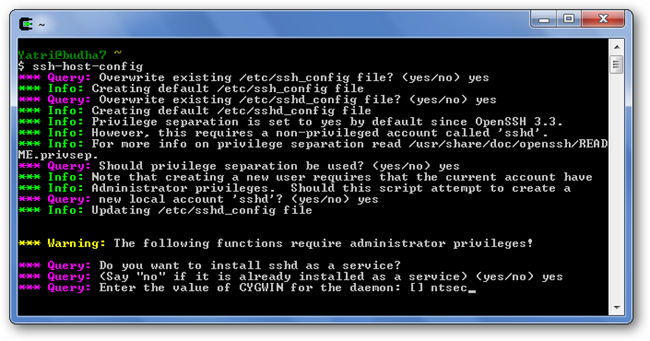 ~
Yatri@budha7 ~
$ ssh-host-config
*** Query: Overwrite existing /etc/ssh_config file? (yes/no) yes
*** Info: Creating default /etc/ssh_config file
*** Query: Overwrite existing /etc/sshd_config file? (yes/no) yes
*** Info: Creating default /etc/sshd_config file
*** Info: Privilege separation is set to yes by default since OpenSSH 3.3.
*** Info: However, this requires a non-privileged account called 'sshd'.
*** Info: For more info on privilege separation read /usr/share/doc/openssh/READ
ME.privsep.
*** Query: Should privilege separation be used? (yes/no) yes
*** Info: Note that creating a new user requires that the current account have
*** Info: Administrator privileges.  Should this script attempt to create a
*** Query: new local account 'sshd'? (yes/no) yes
*** Info: Updating /etc/sshd_config file
*** Warning: The following functions require administrator privileges!
*** Query: Do you want to install sshd as a service?
*** Query: (Say "no" if it is already installed as a service) (yes/no) yes
*** Query: Enter the value of CYGWIN for the daemon: [] ntsec_